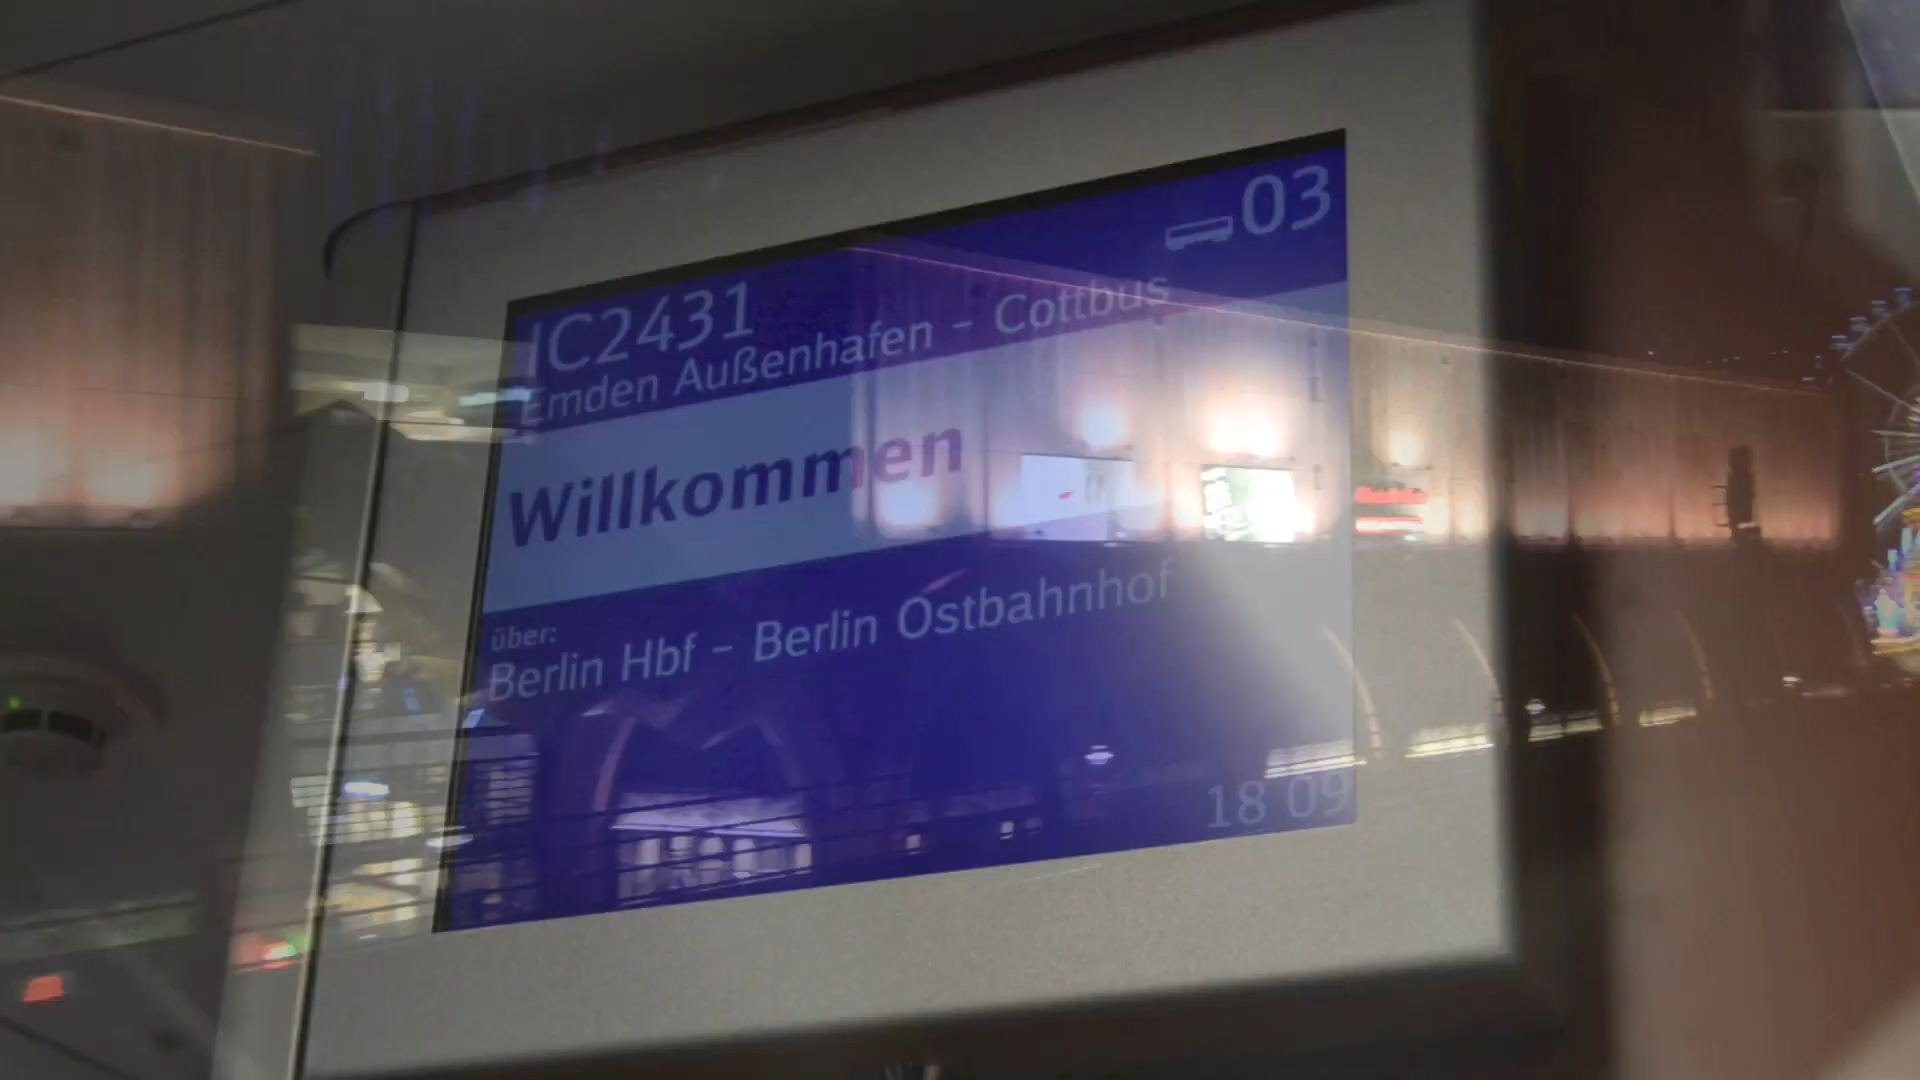 03
IC2431
Emden Außenhafen - Cottbus
Willkommen
über:
Berlin Hbf - Berlin Ostbahnhof
18 09